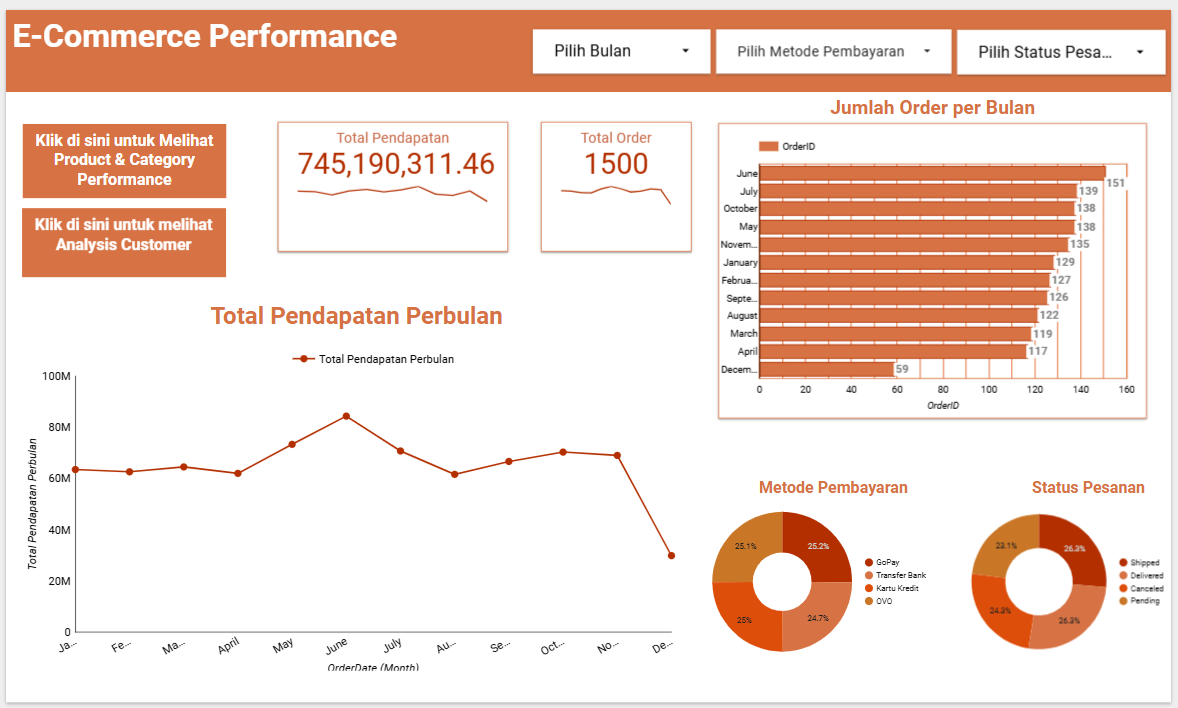 E-Commerce Performance
Pilih Bulan
Pilih Metode Pembayaran
Pilih Status Pesa...
Klik di sini untuk Melihat
Product & Category
Performance
Klik di sini untuk melihat
Analysis Customer
Total Pendapatan
745,190,311.46
Total Order
1500
Jumlah Order per Bulan
OrderID
June
151
July
139
October
138
May
138
Novem...
135
January
129
Februa...
127
Septe...
126
August
122
March
119
April
117
Decem...
59
0 20 40 60 80 100 120 140 160
OrderID
Total Pendapatan Perbulan
Total Pendapatan Perbulan
Total Pendapatan Perbulan
100M
80M
60M
40M
20M
0
Ja... Fe... Ma... April May June July Au... Se... Oct... No... De...
OrderDate (Month)
Metode Pembayaran
25.1%
25.2%
25%
24.7%
GoPay
Transfer Bank
Kartu Kredit
OVO
Status Pesanan
23.1%
26.3%
24.3%
26.3%
Shipped
Delivered
Canceled
Pending